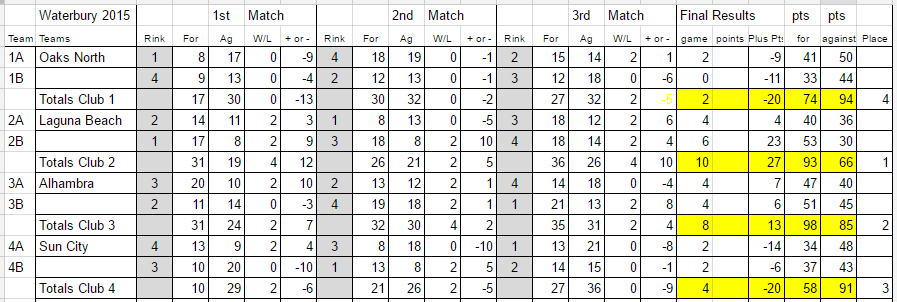 Waterbury 2015 1st Match 2nd Match 3rd Match Final Results pts pts
Team Teams Rink For Ag W/L + or - Rink For Ag W/L + or - Rink For Ag W/L + or - game points Plus Pts for against Place
1A Oaks North 1 8 17 0 -9 4 18 19 0 -1 2 15 14 2 1 2 -9 41 50
1B 4 9 13 0 -4 2 12 13 0 -1 3 12 18 0 -6 0 -11 33 44
Totals Club 1 17 30 0 -13 30 32 0 -2 27 32 2 -5 2 -20 74 94 4
2A Laguna Beach 2 14 11 2 3 1 8 13 0 -5 3 18 12 2 6 4 4 40 36
2B 1 17 8 2 9 3 18 8 2 10 4 18 14 2 4 6 23 53 30
Totals Club 2 31 19 4 12 26 21 2 5 36 26 4 10 10 27 93 66 1
3A Alhambra 3 20 10 2 10 2 13 12 2 1 4 14 18 0 -4 4 7 47 40
3B 2 11 14 0 -3 4 19 18 2 1 1 21 13 2 8 4 6 51 45
Totals Club 3 31 24 2 7 32 30 4 2 35 31 2 4 8 13 98 85 2
4A Sun City 4 13 9 2 4 3 8 18 0 -10 1 13 21 0 -8 2 -14 34 48
4B 3 10 20 0 -10 1 13 8 2 5 2 14 15 0 -1 2 -6 37 43
Totals Club 4 10 29 2 -6 21 26 2 -5 27 36 0 -9 4 -20 58 91 3